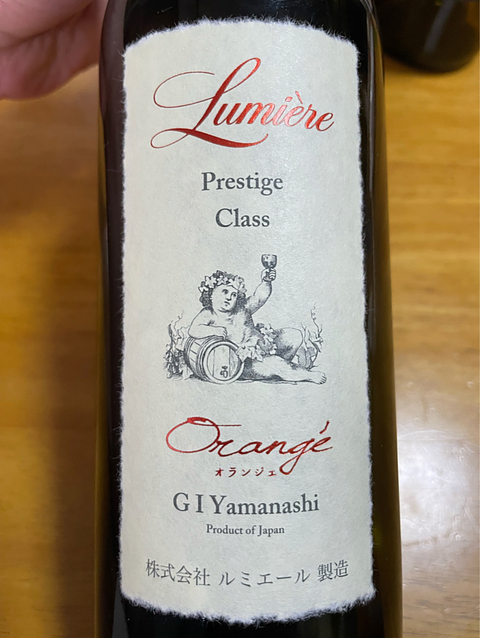 Lumière
Prestige
Class
Orangé
オランジェ
GI Yamanashi
Product of Japan
株式会社 ルミエール 製造